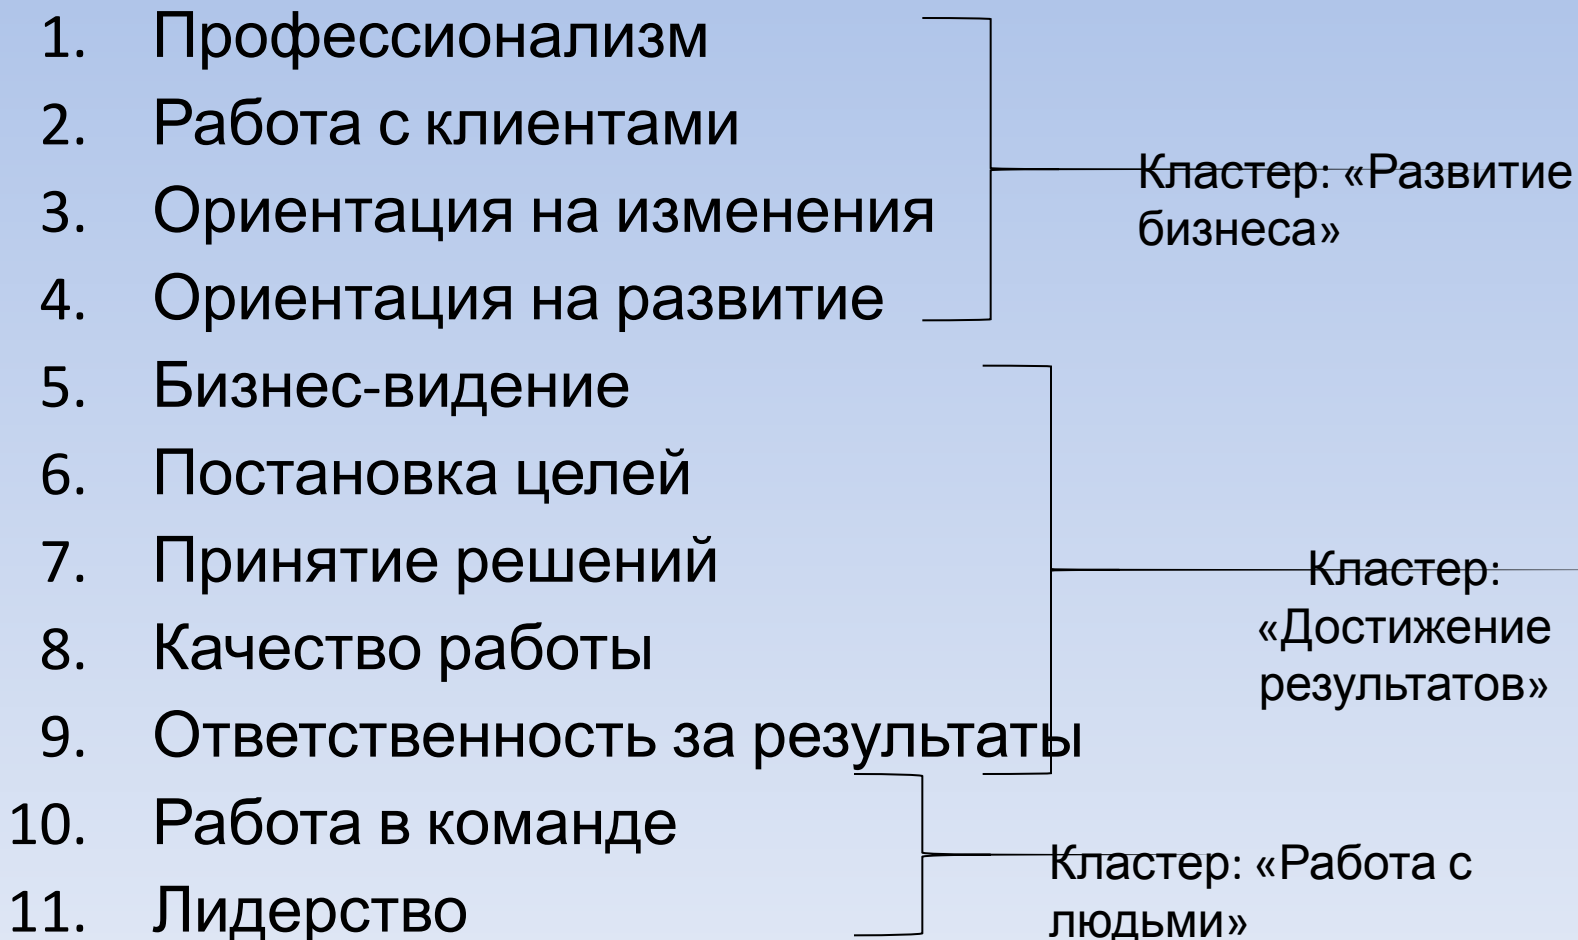 1. Профессионализм
2. Работа с клиентами
3. Ориентация на изменения
4. Ориентация на развитие
5. Бизнес-видение
6. Постановка целей
7. Принятие решений
8. Качество работы
9. Ответственность за результаты
10. Работа в команде
11. Лидерство
Кластер: «Развитие
бизнеса»
Кластер:
«Достижение
результатов»
Кластер: «Работа с
людьми»